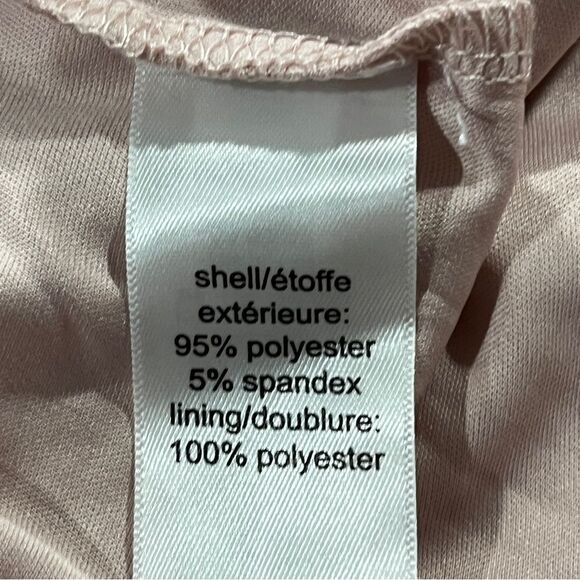 shell/étoffe
extérieure:
95% polyester
5% spandex
lining/doublure:
100% polyester